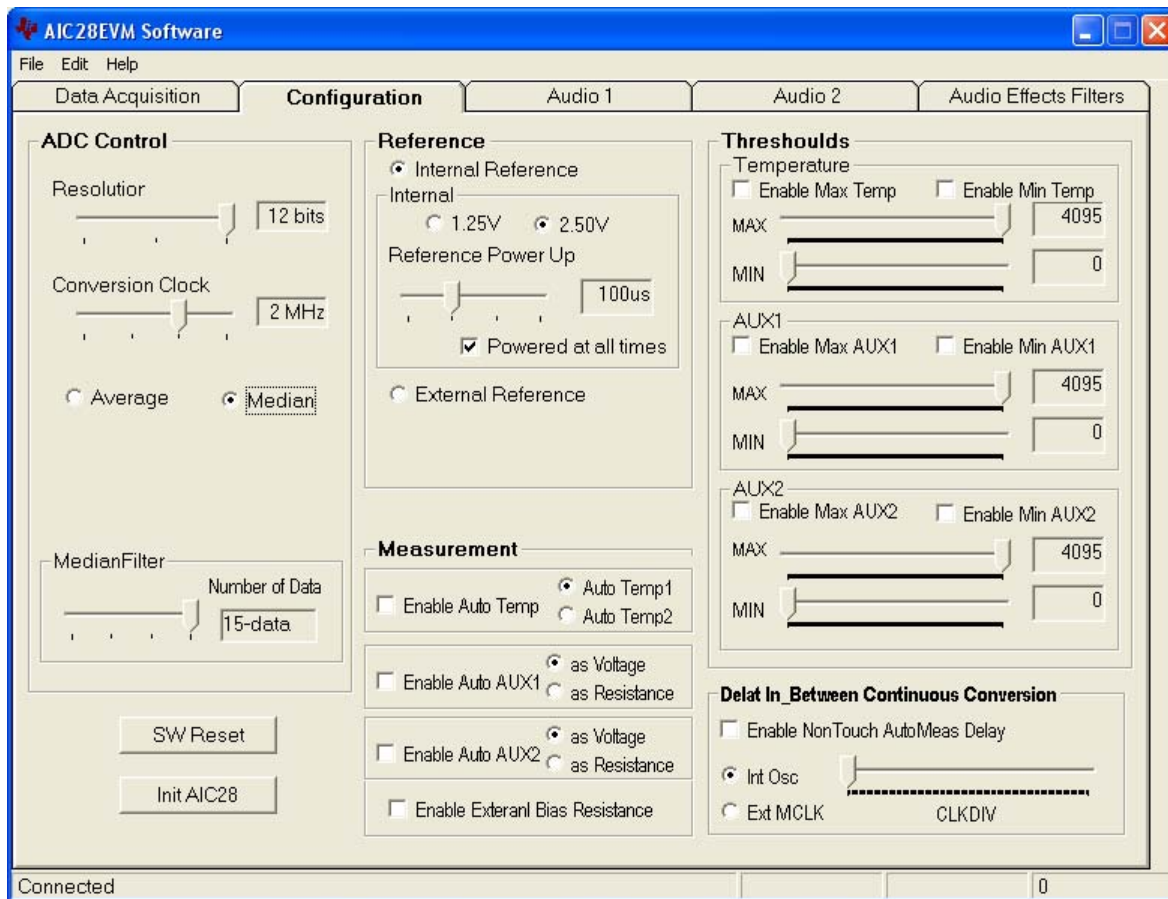 AIC28EVM Software
File Edit Help
Data Acquisition Configuration Audio 1 Audio 2 Audio Effects Filters
ADC Control
Resolutior
12 bits
Conversion Clock
2 MHz
Average Median
MedianFilter
Number of Data
15-data
SW Reset
Init AIC28
Reference
Internal Reference
Internal
1.25V 2.50V
Reference Power Up
100us
Powered at all times
External Reference
Measurement
Enable Auto Temp
Auto Temp1
Auto Temp2
Enable Auto AUX1
as Voltage
as Resistance
Enable Auto AUX2
as Voltage
as Resistance
Enable Exteranl Bias Resistance
Threshoulds
Temperature
Enable Max Temp Enable Min Temp
MAX 4095
MIN 0
AUX1
Enable Max AUX1 Enable Min AUX1
MAX 4095
MIN 0
AUX2
Enable Max AUX2 Enable Min AUX2
MAX 4095
MIN 0
Delat In_Between Continuous Conversion
Enable NonTouch AutoMeas Delay
Int Osc
Ext MCLK
CLKDIV
Connected 0